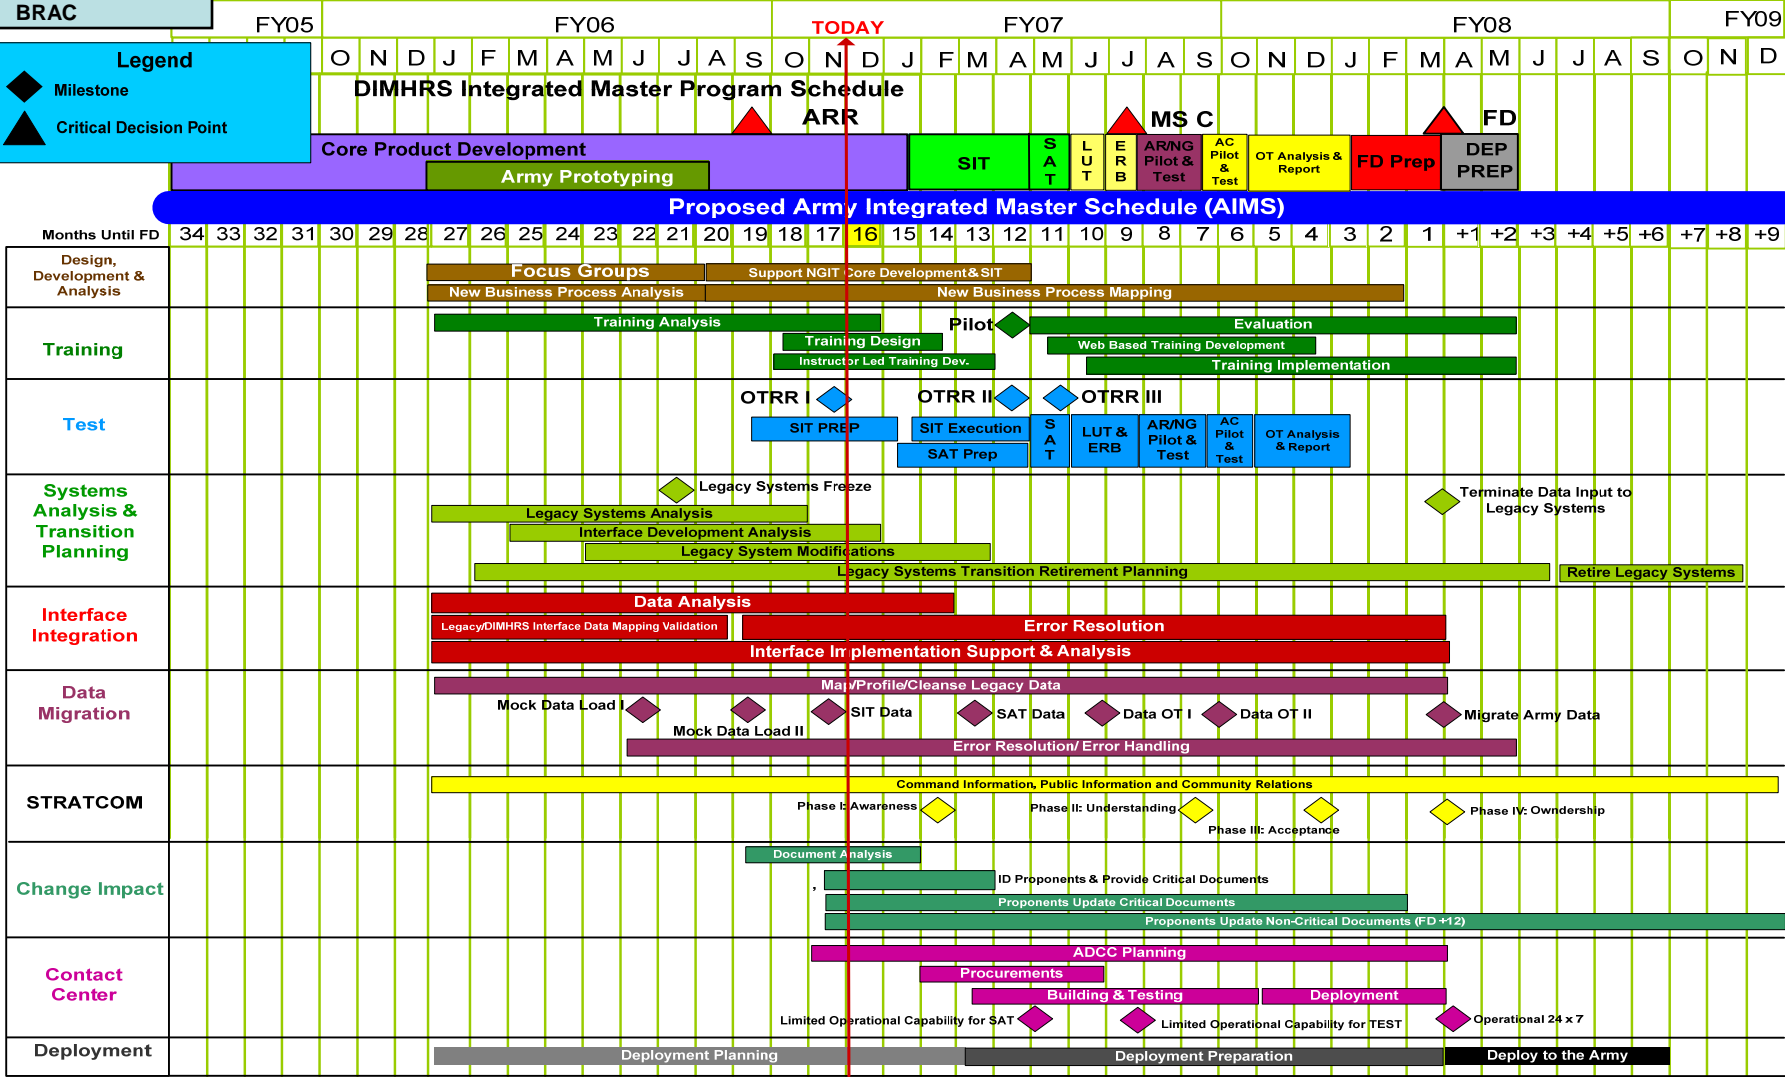 BRAC
FY05 FY06 TODAY FY07 FY08 FY09
Legend
Milestone
Critical Decision Point
O N D J F M A M J J A S O N D J F M A M J J A S O N D J F M A M J J A S O N D
DIMHRS Integrated Master Program Schedule
ARR
MS C
FD
Core Product Development
Army Prototyping
SIT
SAT
LUT
ERB
AR/NG
Pilot &
Test
AC
Pilot
&
Test
OT Analysis &
Report
FD Prep
DEP
PREP
Proposed Army Integrated Master Schedule (AIMS)
Months Until FD 34 33 32 31 30 29 28 27 26 25 24 23 22 21 20 19 18 17 16 15 14 13 12 11 10 9 8 7 6 5 4 3 2 1 +1 +2 +3 +4 +5 +6 +7 +8 +9
Design,
Development &
Analysis
Focus Groups
Support NGIT Core Development & SIT
New Business Process Analysis
New Business Process Mapping
Training
Training Analysis
Pilot
Evaluation
Training Design
Web Based Training Development
Instructor Led Training Dev.
Training Implementation
Test
OTRR I
OTRR II
OTRR III
SIT PREP
SIT Execution
SAT Prep
SAT
LUT &
ERB
AR/NG
Pilot &
Test
AC
Pilot
&
Test
OT Analysis
& Report
Systems
Analysis &
Transition
Planning
Legacy Systems Freeze
Terminate Data Input to
Legacy Systems
Legacy Systems Analysis
Interface Development Analysis
Legacy System Modifications
Legacy Systems Transition Retirement Planning
Retire Legacy Systems
Interface
Integration
Data Analysis
Legacy/DIMHRS Interface Data Mapping Validation
Error Resolution
Interface Implementation Support & Analysis
Data
Migration
Map/Profile/Cleanse Legacy Data
Mock Data Load I
Mock Data Load II
SIT Data
SAT Data
Data OT I
Data OT II
Migrate Army Data
Error Resolution/ Error Handling
STRATCOM
Command Information, Public Information and Community Relations
Phase I: Awareness
Phase II: Understanding
Phase III: Acceptance
Phase IV: Owndership
Change Impact
Document Analysis
,
ID Proponents & Provide Critical Documents
Proponents Update Critical Documents
Proponents Update Non-Critical Documents (FD +12)
Contact
Center
ADCC Planning
Procurements
Building & Testing
Deployment
Limited Operational Capability for SAT
Limited Operational Capability for TEST
Operational 24 x 7
Deployment
Deployment Planning
Deployment Preparation
Deploy to the Army